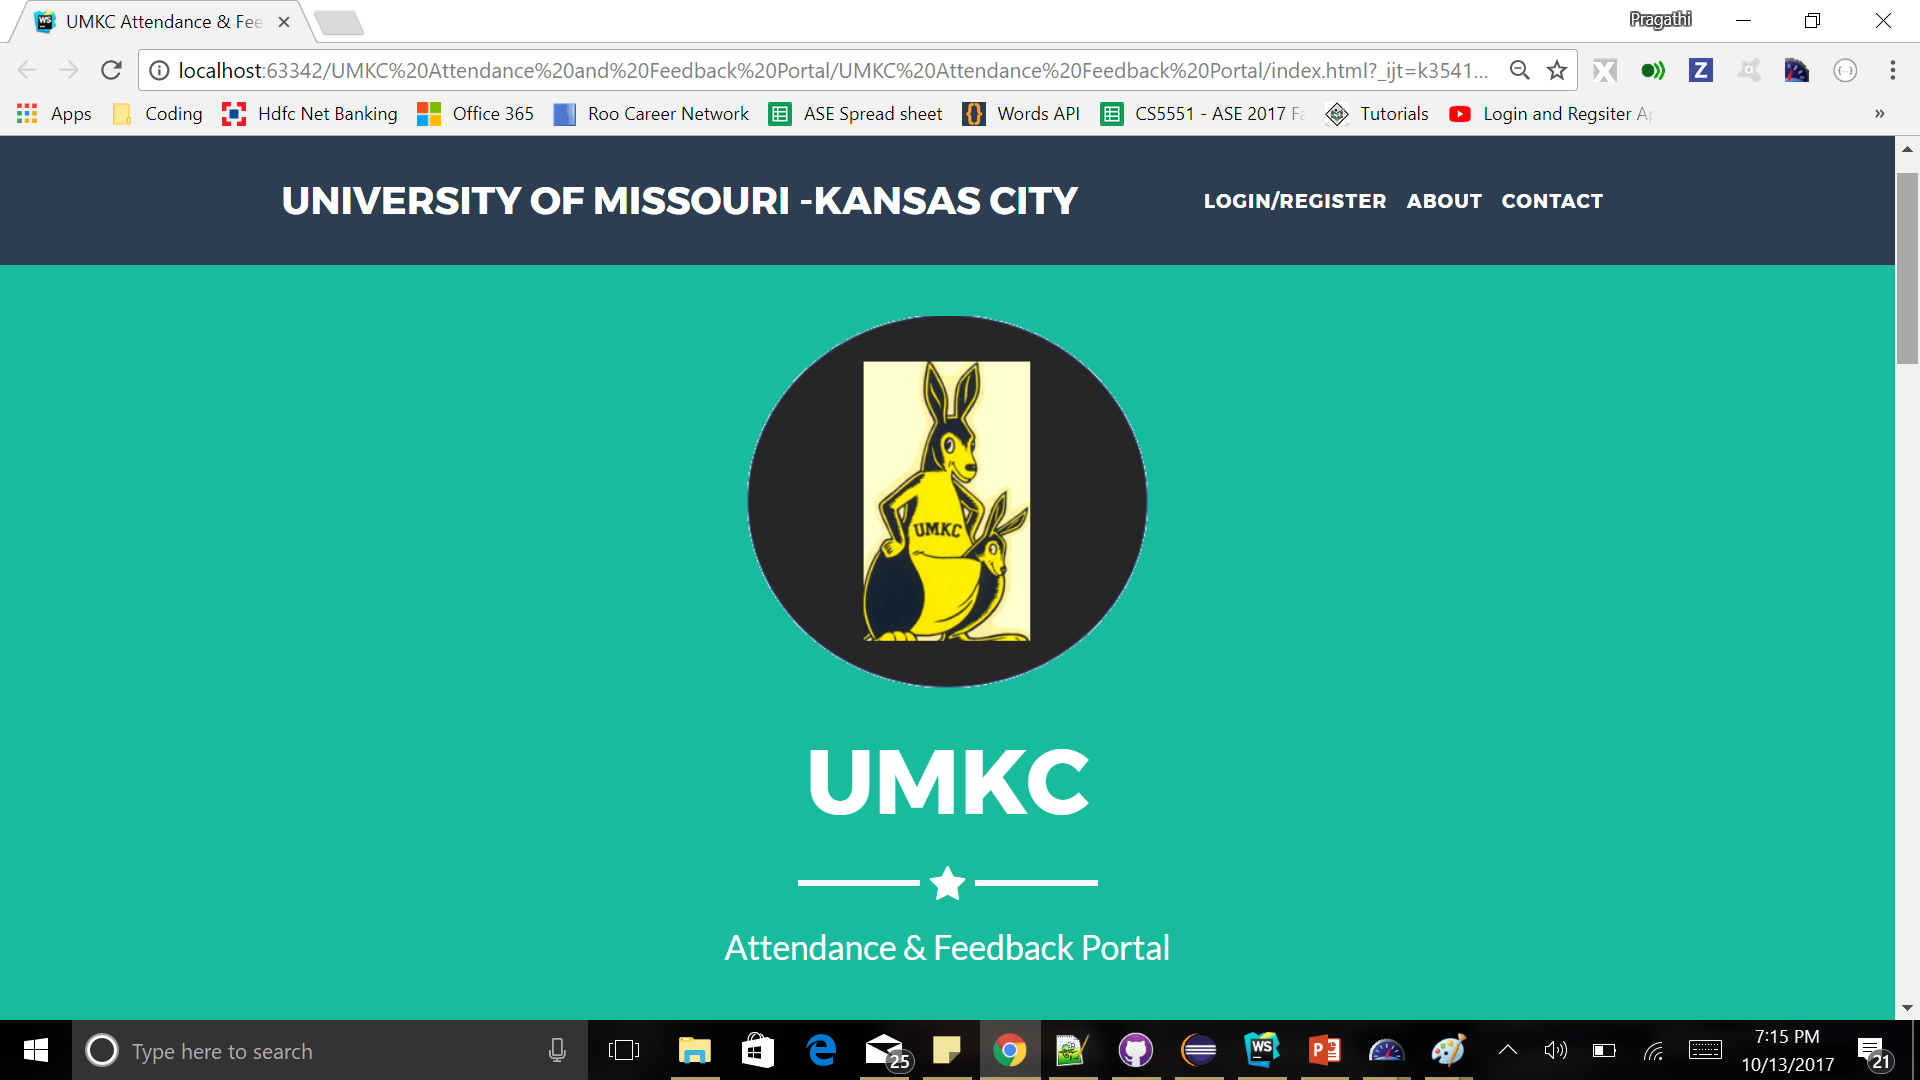 UMKC Attendance & Fee
Pragathi
localhost:63342/UMKC%20Attendance%20and%20Feedback%20Portal/UMKC%20Attendance%20Feedback%20Portal/index.html?_ijt=k3541...
Apps Coding Hdfc Net Banking Office 365 Roo Career Network ASE Spread sheet Words API CS5551 - ASE 2017 Fa Tutorials Login and Regsiter Ap »
UNIVERSITY OF MISSOURI -KANSAS CITY LOGIN/REGISTER ABOUT CONTACT
UMKC
UMKC
Attendance & Feedback Portal
Type here to search
25
WS
7:15 PM
10/13/2017
21